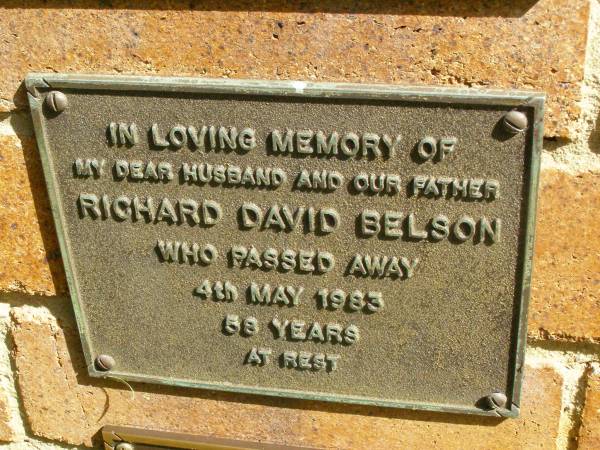 IN LOVING MEMORY OF
MY DEAR HUSBAND AND OUR FATHER
RICHARD DAVID BELSON
WHO PASSED AWAY
4th MAY 1983
58 YEARS
AT REST